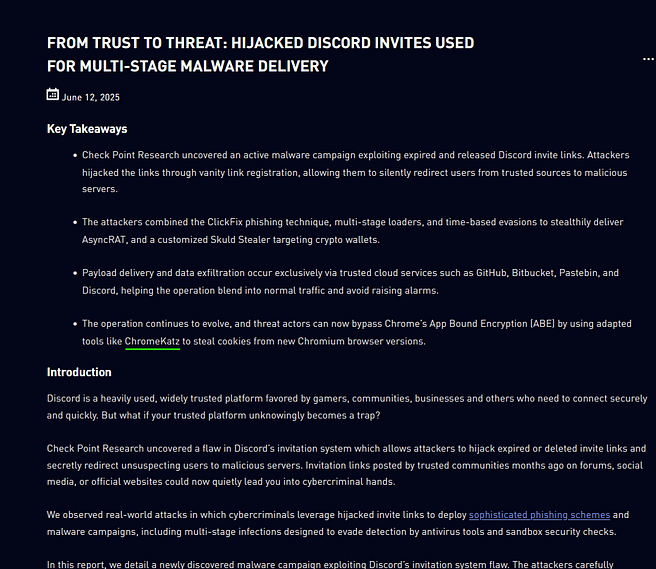 FROM TRUST TO THREAT: HIJACKED DISCORD INVITES USED
FOR MULTI-STAGE MALWARE DELIVERY
June 12, 2025
Key Takeaways
• Check Point Research uncovered an active malware campaign exploiting expired and released Discord invite links. Attackers
hijacked the links through vanity link registration, allowing them to silently redirect users from trusted sources to malicious
servers.
• The attackers combined the ClickFix phishing technique, multi-stage loaders, and time-based evasions to stealthily deliver
AsyncRAT, and a customized Skuld Stealer targeting crypto wallets.
• Payload delivery and data exfiltration occur exclusively via trusted cloud services such as GitHub, Bitbucket, Pastebin, and
Discord, helping the operation blend into normal traffic and avoid raising alarms.
• The operation continues to evolve, and threat actors can now bypass Chrome's App Bound Encryption (ABE) by using adapted
tools like ChromeKatz to steal cookies from new Chromium browser versions.
Introduction
Discord is a heavily used, widely trusted platform favored by gamers, communities, businesses and others who need to connect securely
and quickly. But what if your trusted platform unknowingly becomes a trap?
Check Point Research uncovered a flaw in Discord's invitation system which allows attackers to hijack expired or deleted invite links and
secretly redirect unsuspecting users to malicious servers. Invitation links posted by trusted communities months ago on forums, social
media, or official websites could now quietly lead you into cybercriminal hands.
We observed real-world attacks in which cybercriminals leverage hijacked invite links to deploy sophisticated phishing schemes and
malware campaigns, including multi-stage infections designed to evade detection by antivirus tools and sandbox security checks.
In this report, we detail a newly discovered malware campaign exploiting Discord's invitation system flaw. The attackers carefully